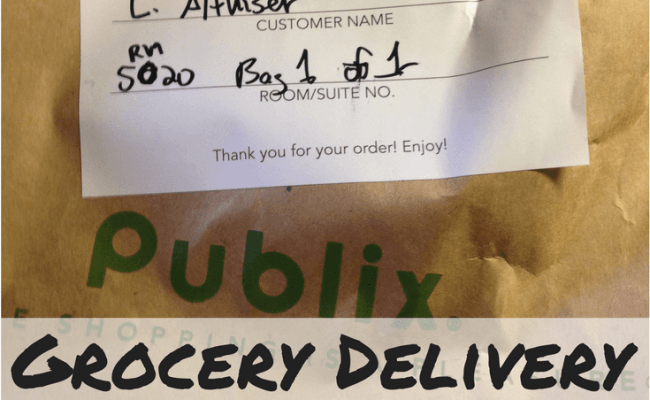 CUSTOMER NAME
Rm
5020 Bag 1 of 1
ROOM/SUITE NO.
Thank you for your order! Enjoy!
Publix.
SHOPPING
GROCERY DELIVERY